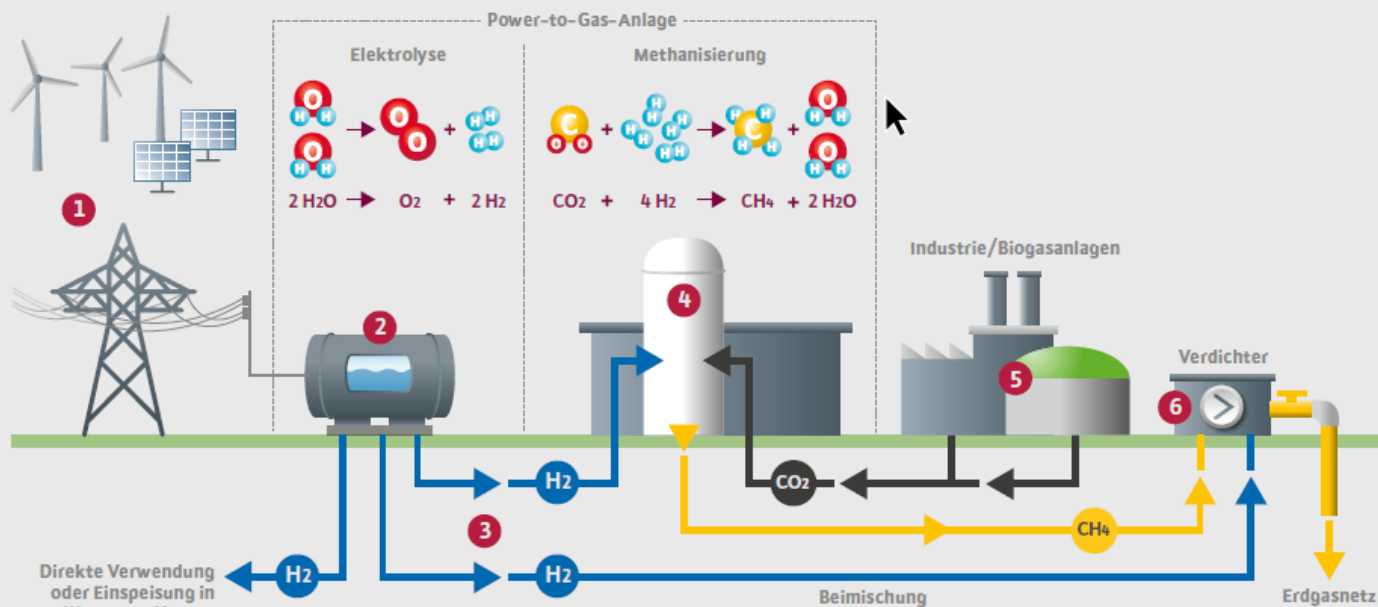 Power-to-Gas-Anlage
Elektrolyse
Methanisierung
O
H H
O
H H
O
O
+
H H
H H
C
O O
+
H H
H H
H H
H H
H H
C
H H
+
O
H H
O
H H
2 H2O → O2 + 2 H2
CO2 + 4 H2 → CH4 + 2 H2O
1
2
3
4
5
6
Industrie/Biogasanlagen
Verdichter
H2
CO2
CH4
H2
H2
Direkte Verwendung
oder Einspeisung in
Beimischung
Erdgasnetz